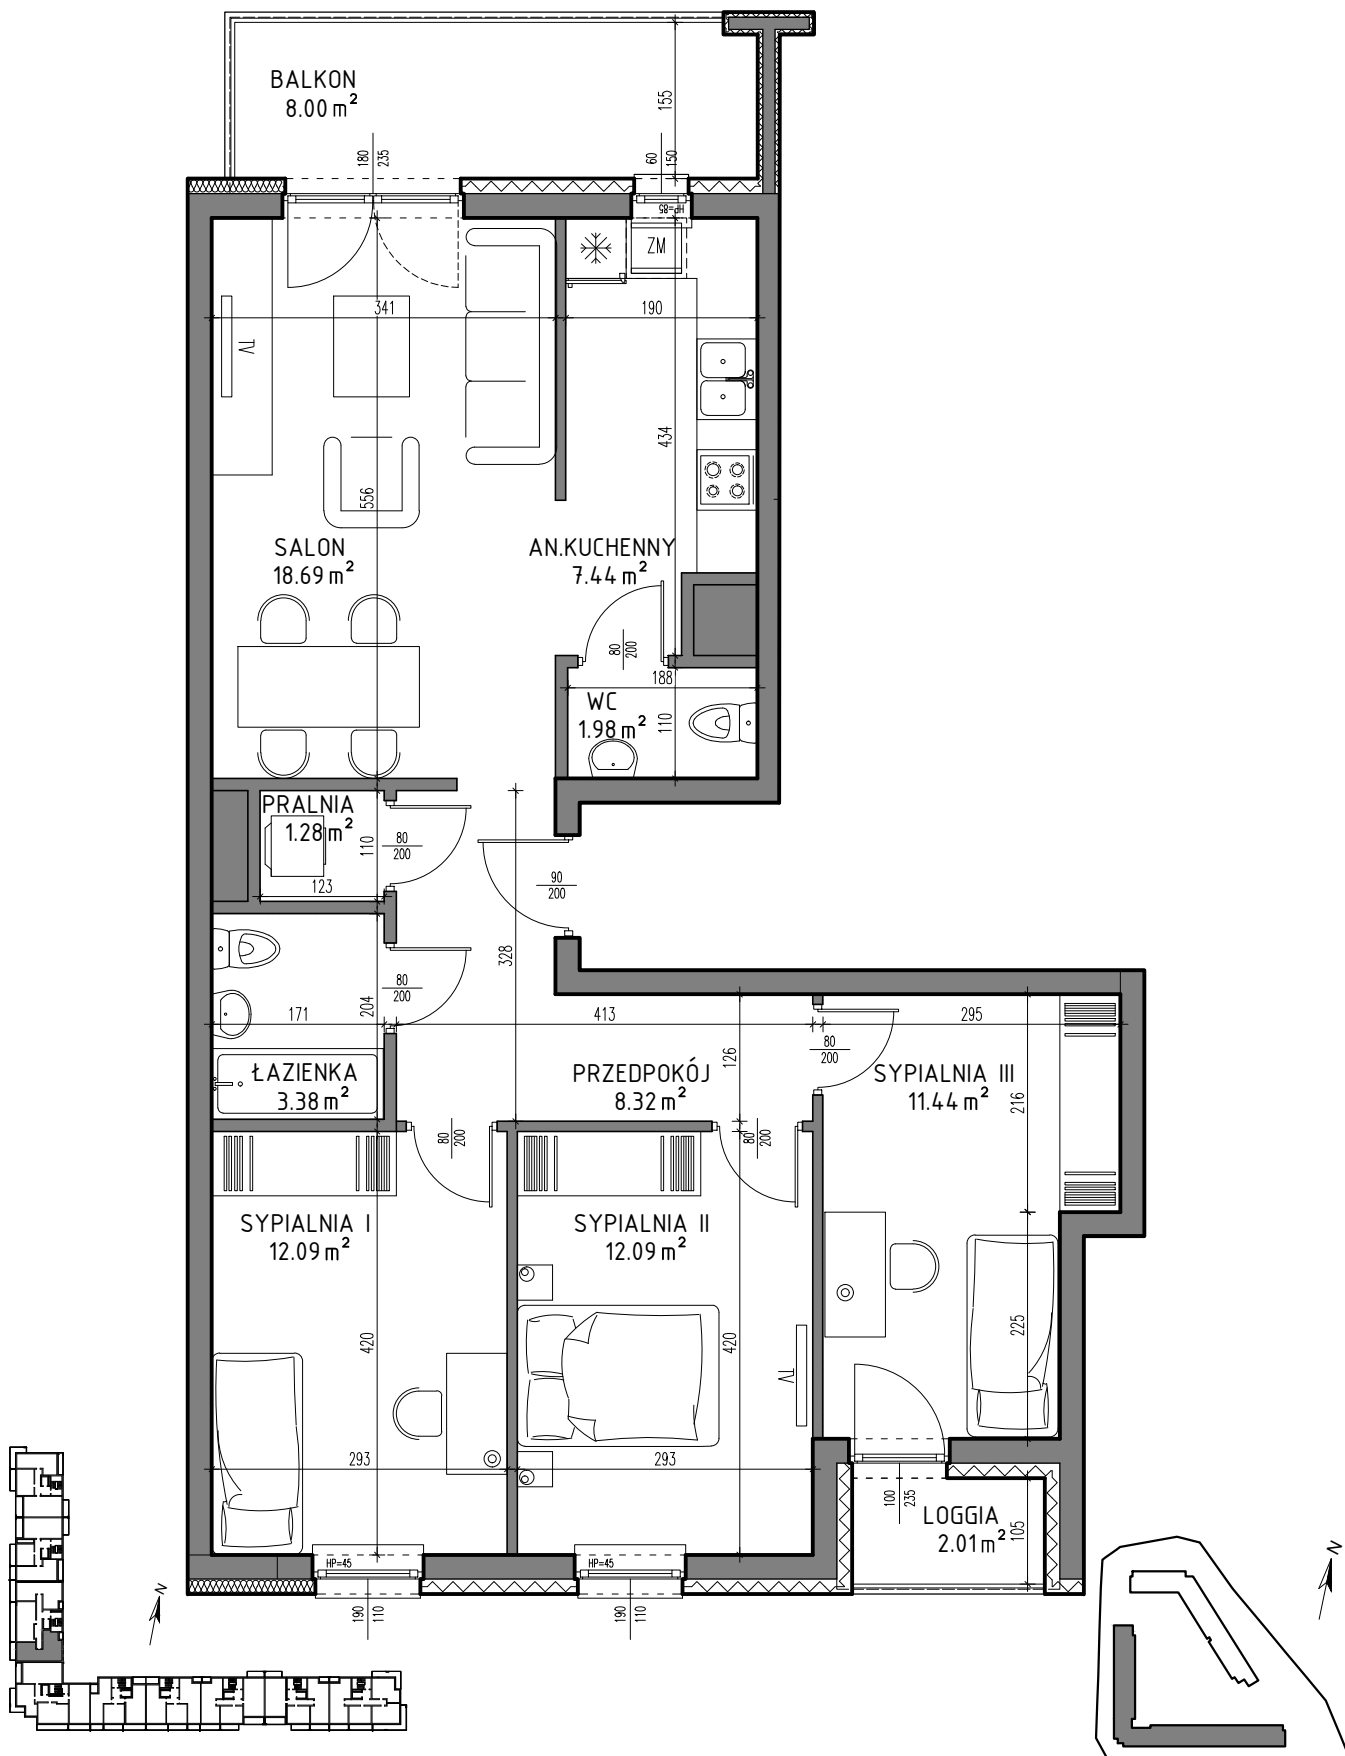 BALKON
8.00 m²
155
180
235
60
150
HP=85
ZM
341
190
TV
434
556
SALON
18.69 m²
AN.KUCHENNY
7.44 m²
80
200
188
WC
1.98 m²
110
PRALNIA
1.28 m²
110
80
200
123
90
200
328
80
200
204
171
413
295
126
80
200
ŁAZIENKA
3.38 m²
PRZEDPOKÓJ
8.32 m²
SYPIALNIA III
11.44 m²
216
80
200
80
200
SYPIALNIA I
12.09 m²
SYPIALNIA II
12.09 m²
420
420
225
TV
293
293
100
235
LOGGIA
2.01 m²
105
HP=45
HP=45
190
110
190
110
N
N